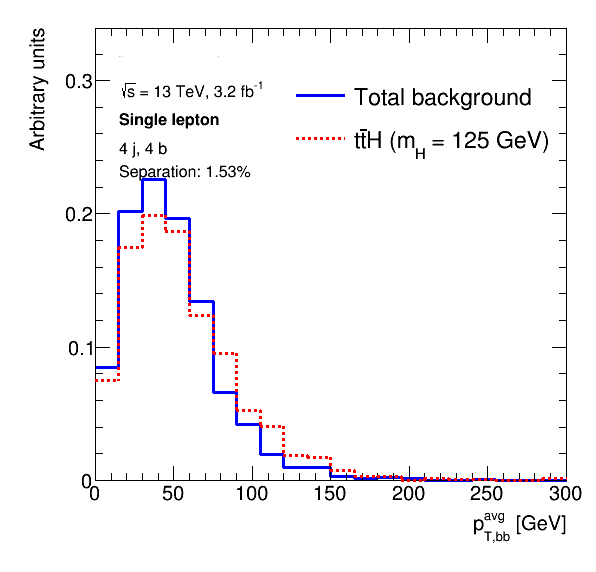 Arbitrary units
0.3
0.2
0.1
0
√s = 13 TeV, 3.2 fb⁻¹
Single lepton
4 j, 4 b
Separation: 1.53%
Total background
tt̄H (m_H = 125 GeV)
0 50 100 150 200 250 300
p_T,bb^avg [GeV]